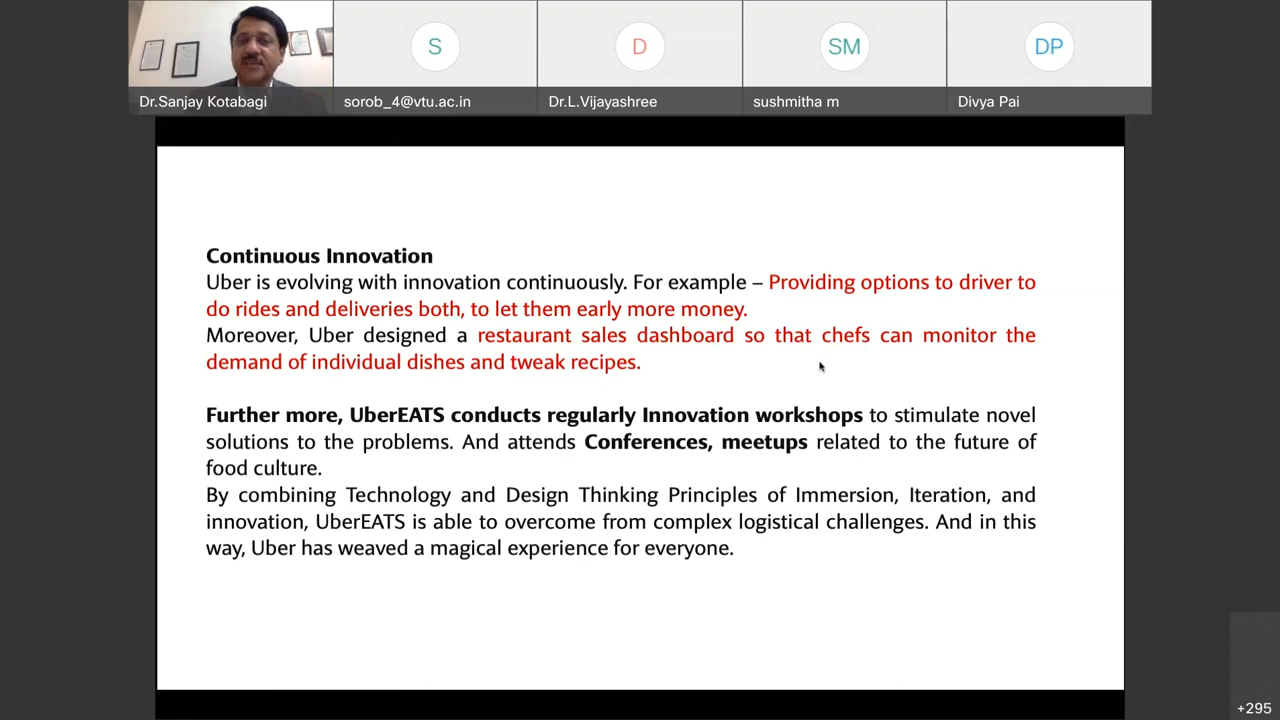 S
D
SM
DP
Dr.Sanjay Kotabagi
sorob_4@vtu.ac.in
Dr.L.Vijayashree
sushmitha m
Divya Pai
Continuous Innovation
Uber is evolving with innovation continuously. For example – Providing options to driver to
do rides and deliveries both, to let them early more money.
Moreover, Uber designed a restaurant sales dashboard so that chefs can monitor the
demand of individual dishes and tweak recipes.
Further more, UberEATS conducts regularly Innovation workshops to stimulate novel
solutions to the problems. And attends Conferences, meetups related to the future of
food culture.
By combining Technology and Design Thinking Principles of Immersion, Iteration, and
innovation, UberEATS is able to overcome from complex logistical challenges. And in this
way, Uber has weaved a magical experience for everyone.
+295